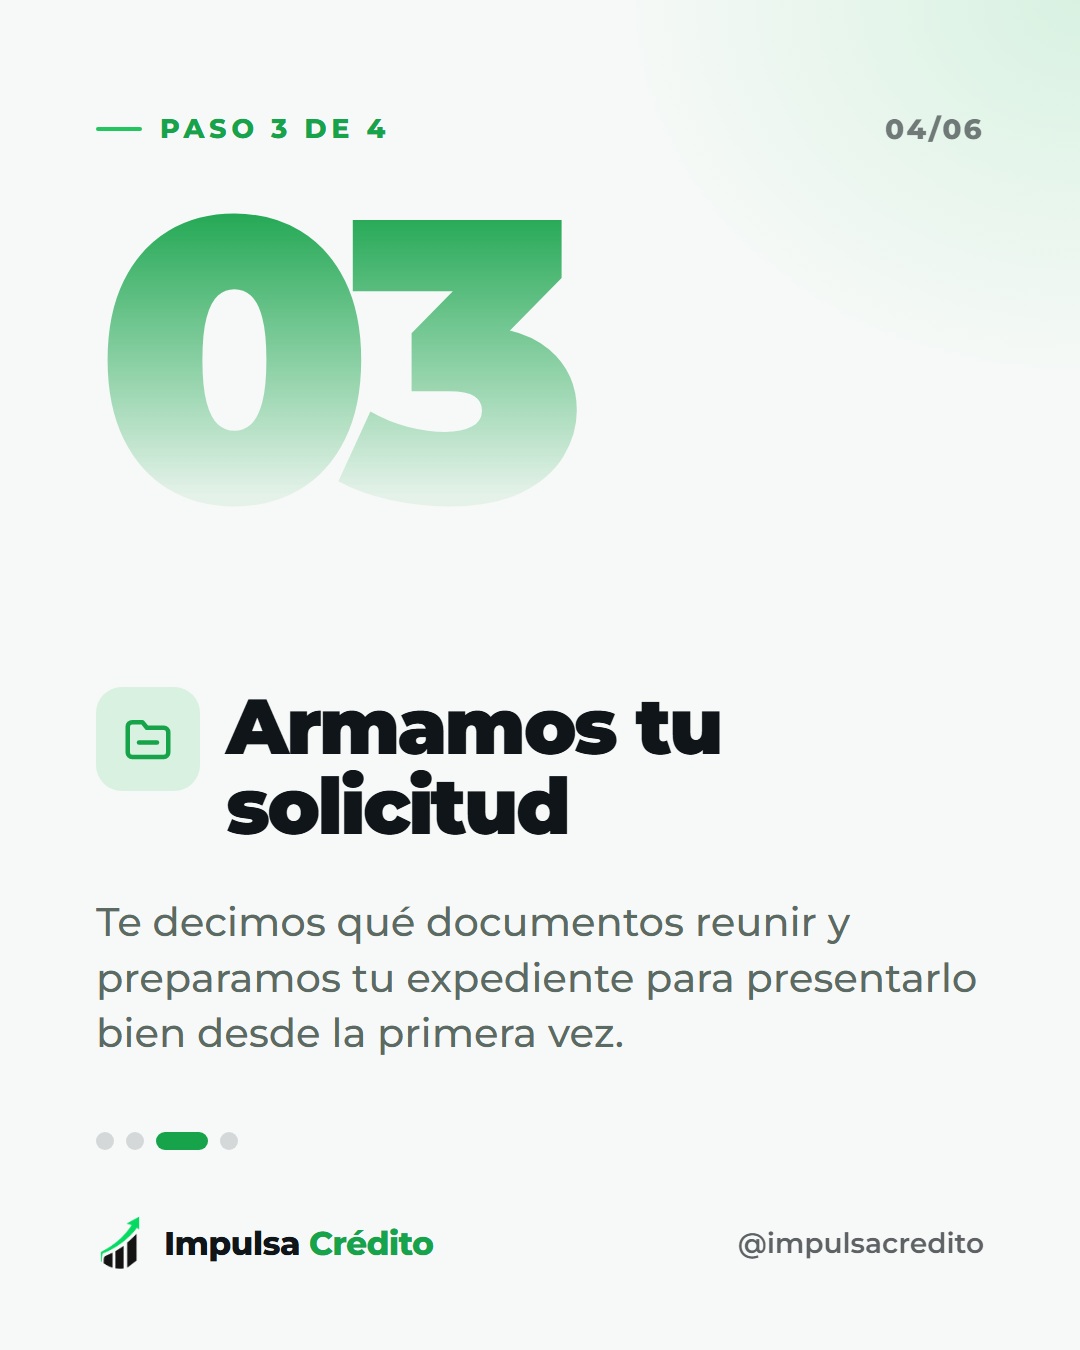 PASO 3 DE 4
04/06
03
Armamos tu
solicitud
Te decimos qué documentos reunir y
preparamos tu expediente para presentarlo
bien desde la primera vez.
Impulsa Crédito
@impulsacredito